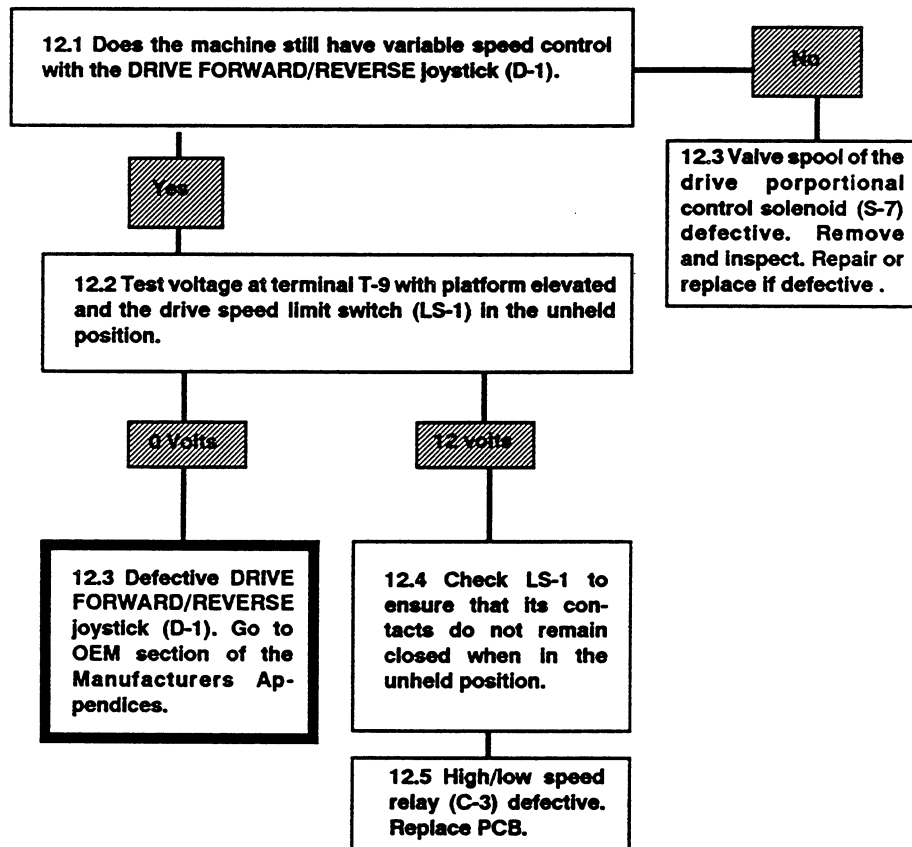 12.1 Does the machine still have variable speed control
with the DRIVE FORWARD/REVERSE joystick (D-1).
No
Yes
12.3 Valve spool of the
drive porportional
control solenoid (S-7)
defective. Remove
and inspect. Repair or
replace if defective .
12.2 Test voltage at terminal T-9 with platform elevated
and the drive speed limit switch (LS-1) in the unheld
position.
0 Volts
12 volts
12.3 Defective DRIVE
FORWARD/REVERSE
joystick (D-1). Go to
OEM section of the
Manufacturers Ap-
pendices.
12.4 Check LS-1 to
ensure that its con-
tacts do not remain
closed when in the
unheld position.
12.5 High/low speed
relay (C-3) defective.
Replace PCB.